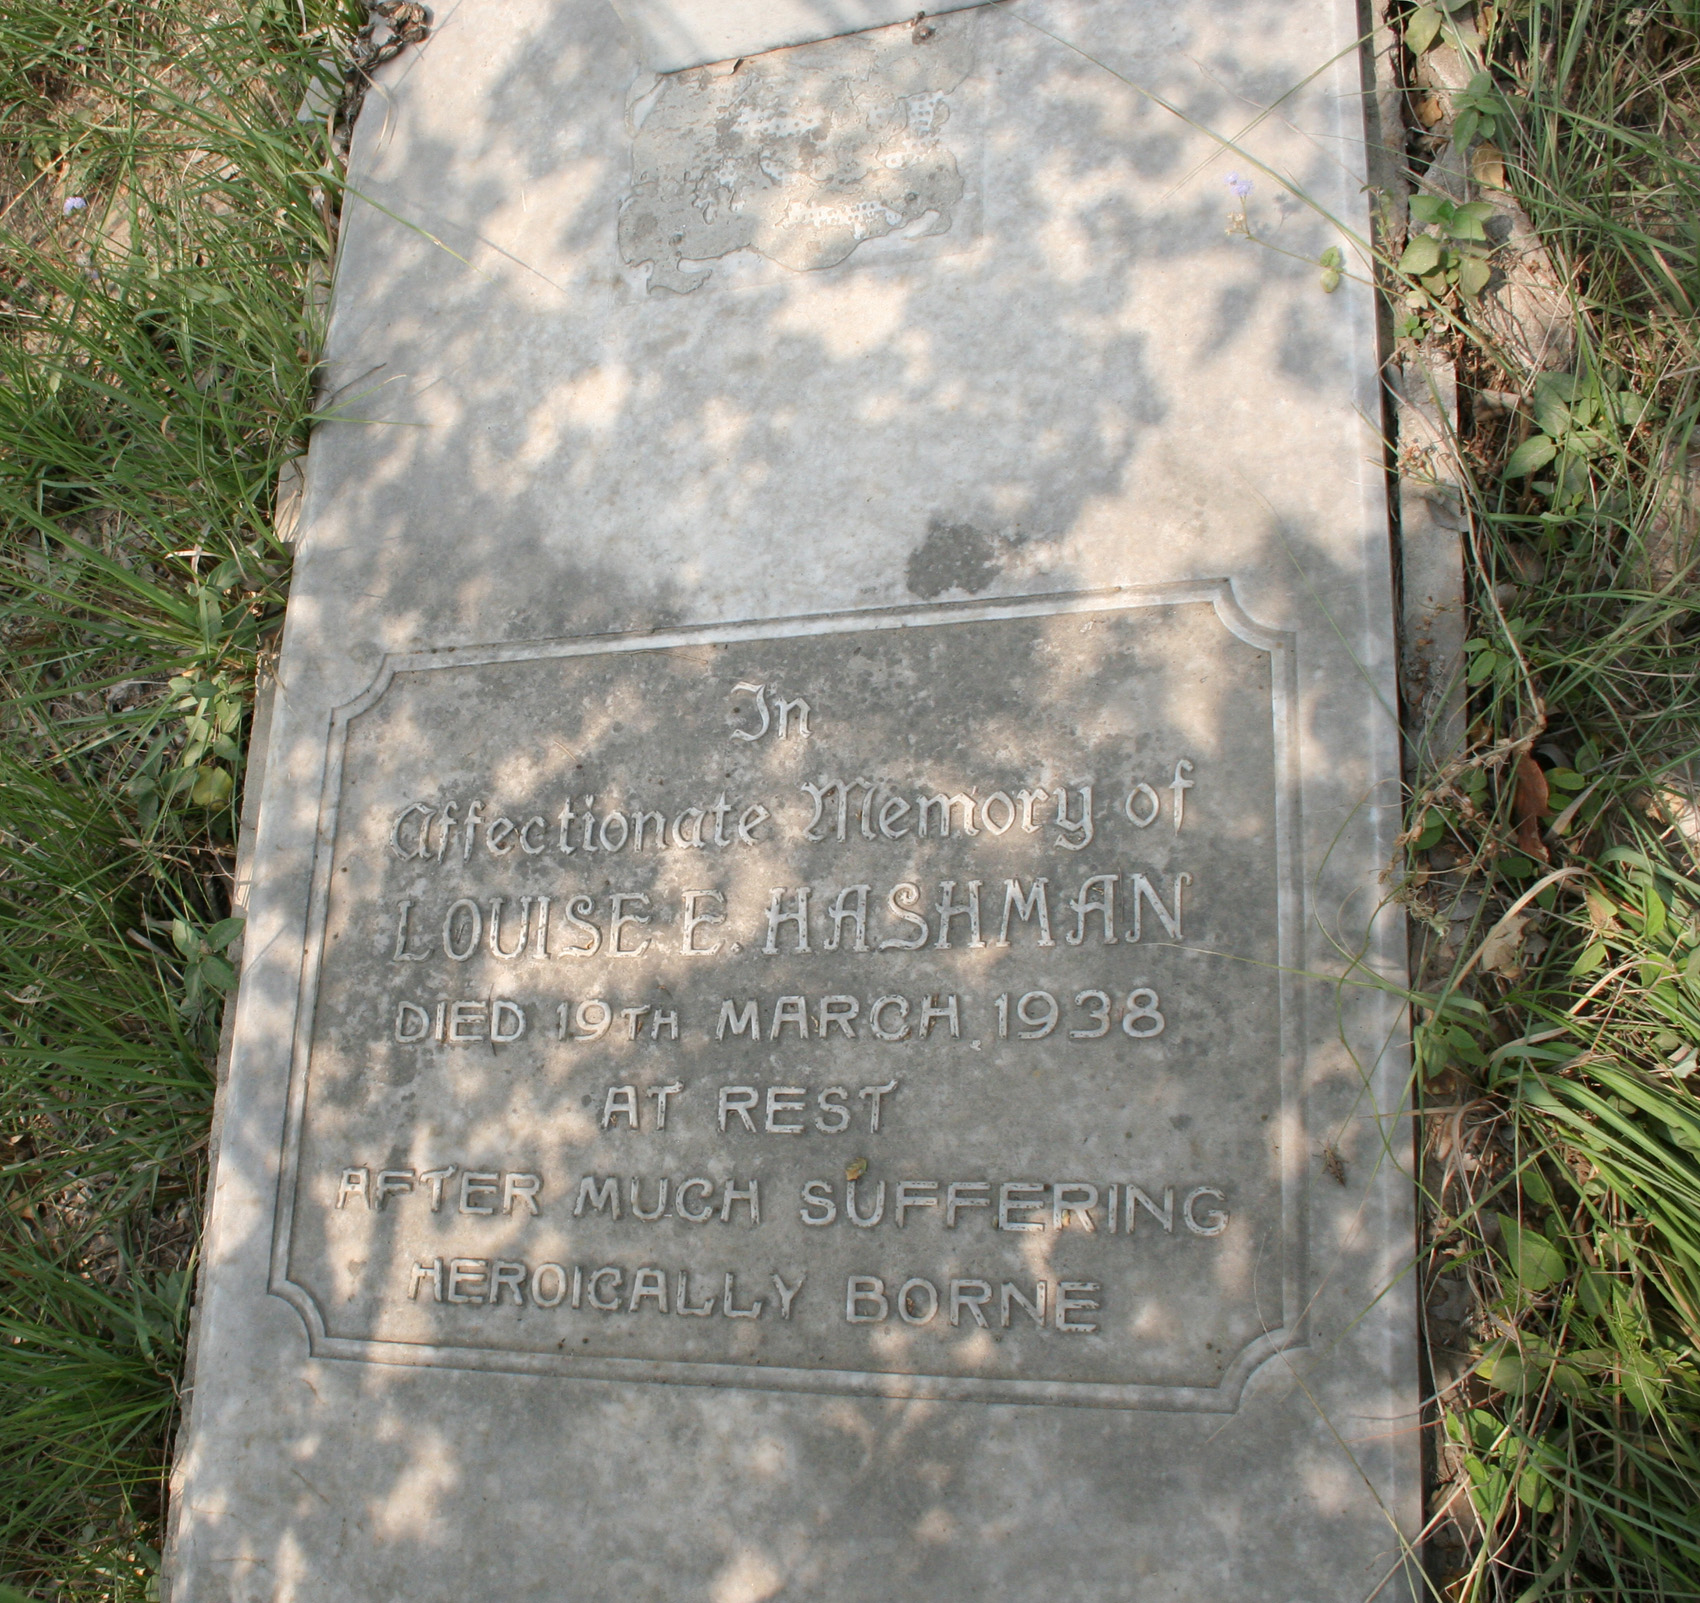 In
Affectionate Memory of
LOUISE E. HASHMAN
DIED 19TH MARCH, 1938
AT REST
AFTER MUCH SUFFERING
HEROICALLY BORNE